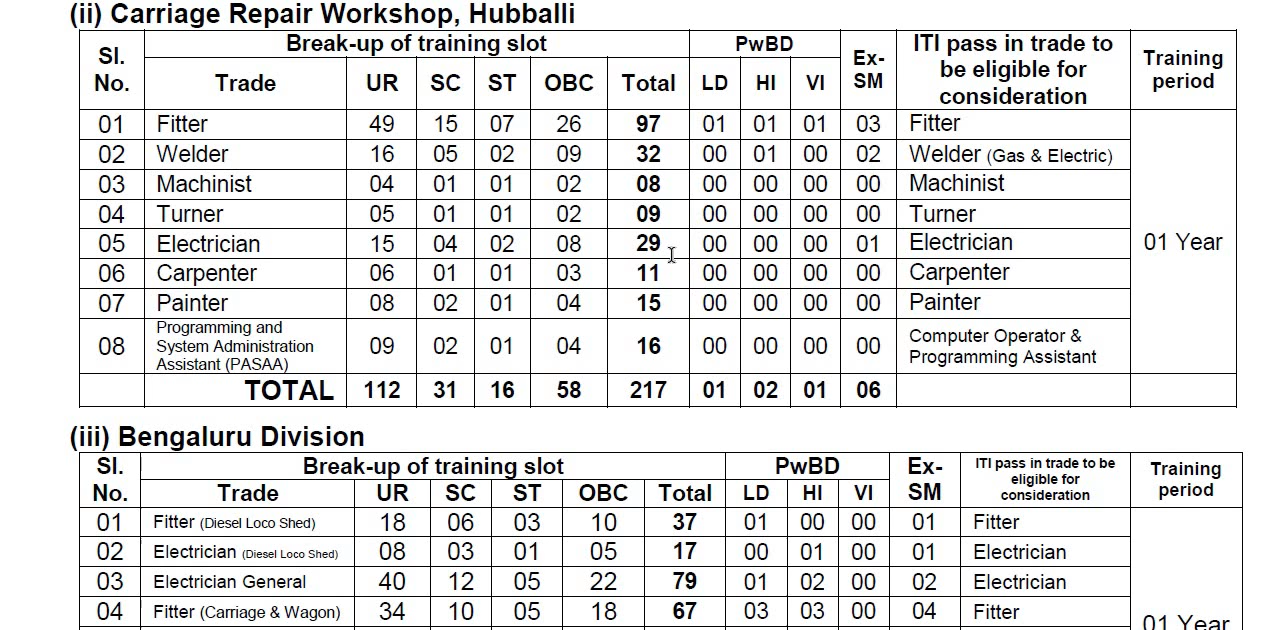 (ii) Carriage Repair Workshop, Hubballi
Sl. No. Break-up of training slot PwBD Ex-SM ITI pass in trade to be eligible for consideration Training period
Trade UR SC ST OBC Total LD HI VI
01 Fitter 49 15 07 26 97 01 01 01 03 Fitter
02 Welder 16 05 02 09 32 00 01 00 02 Welder (Gas & Electric)
03 Machinist 04 01 01 02 08 00 00 00 00 Machinist
04 Turner 05 01 01 02 09 00 00 00 00 Turner
05 Electrician 15 04 02 08 29 00 00 00 01 Electrician 01 Year
06 Carpenter 06 01 01 03 11 00 00 00 00 Carpenter
07 Painter 08 02 01 04 15 00 00 00 00 Painter
08 Programming and System Administration Assistant (PASAA) 09 02 01 04 16 00 00 00 00 Computer Operator & Programming Assistant
TOTAL 112 31 16 58 217 01 02 01 06
(iii) Bengaluru Division
Sl. No. Break-up of training slot PwBD Ex-SM ITI pass in trade to be eligible for consideration Training period
Trade UR SC ST OBC Total LD HI VI
01 Fitter (Diesel Loco Shed) 18 06 03 10 37 01 00 00 01 Fitter
02 Electrician (Diesel Loco Shed) 08 03 01 05 17 00 01 00 01 Electrician
03 Electrician General 40 12 05 22 79 01 02 00 02 Electrician
04 Fitter (Carriage & Wagon) 34 10 05 18 67 03 03 00 04 Fitter
01 Year